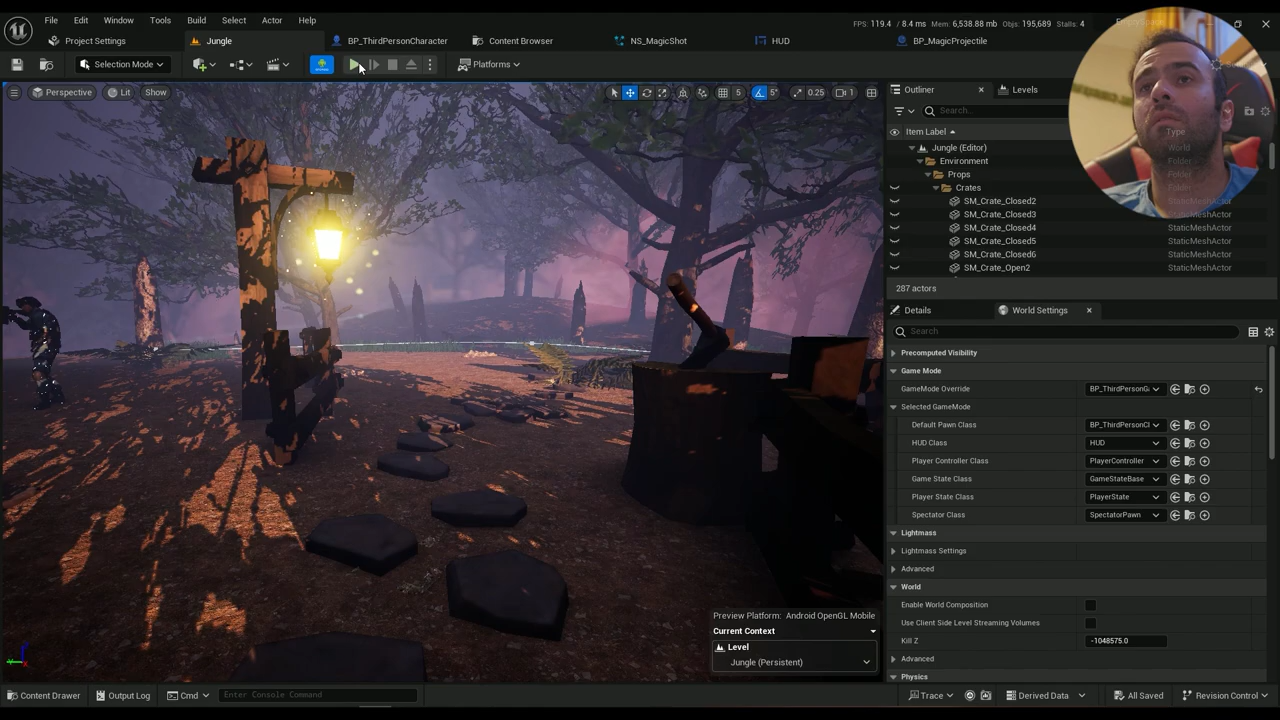 File Edit Window Tools Build Select Actor Help
FPS: 119.4 / 8.4 ms Mem: 6,538.88 mb Objs: 195,689 Stalls: 4
Project Settings Jungle BP_ThirdPersonCharacter Content Browser NS_MagicShot HUD BP_MagicProjectile
Selection Mode Platforms
Perspective Lit Show 5 5° 0.25 1
Outliner Levels
Search...
Item Label Type
Jungle (Editor) World
Environment Folder
Props Folder
Crates Folder
SM_Crate_Closed2 StaticMeshActor
SM_Crate_Closed3 StaticMeshActor
SM_Crate_Closed4 StaticMeshActor
SM_Crate_Closed5 StaticMeshActor
SM_Crate_Closed6 StaticMeshActor
SM_Crate_Open2 StaticMeshActor
287 actors
Details World Settings
Search
Precomputed Visibility
Game Mode
GameMode Override BP_ThirdPersonGa
Selected GameMode
Default Pawn Class BP_ThirdPersonCl
HUD Class HUD
Player Controller Class PlayerController
Game State Class GameStateBase
Player State Class PlayerState
Spectator Class SpectatorPawn
Lightmass
Lightmass Settings
Advanced
World
Enable World Composition
Use Client Side Level Streaming Volumes
Kill Z -1048575.0
Advanced
Physics
Preview Platform: Android OpenGL Mobile
Current Context
Level
Jungle (Persistent)
Content Drawer Output Log Cmd Enter Console Command Trace Derived Data All Saved Revision Control